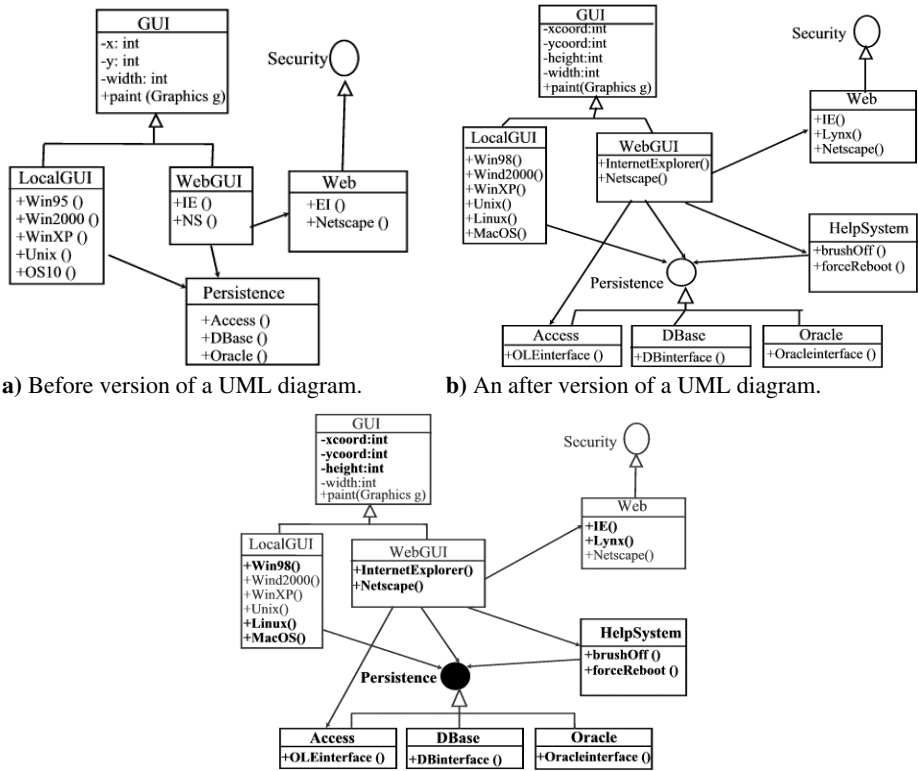 GUI
-x: int
-y: int
-width: int
+paint (Graphics g)
Security
LocalGUI
+Win95 ()
+Win2000 ()
+WinXP ()
+Unix ()
+OS10 ()
WebGUI
+IE ()
+NS ()
Web
+EI ()
+Netscape ()
Persistence
+Access ()
+DBase ()
+Oracle ()
a) Before version of a UML diagram.
GUI
-xcoord:int
-ycoord:int
-height:int
-width:int
+paint(Graphics g)
Security
Web
+IE()
+Lynx()
+Netscape()
LocalGUI
+Win98()
+Wind2000()
+WinXP()
+Unix()
+Linux()
+MacOS()
WebGUI
+InternetExplorer()
+Netscape()
HelpSystem
+brushOff ()
+forceReboot ()
Persistence
Access
+OLEinterface ()
DBase
+DBinterface ()
Oracle
+Oracleinterface ()
b) An after version of a UML diagram.
GUI
-xcoord:int
-ycoord:int
-height:int
-width:int
+paint(Graphics g)
Security
Web
+IE()
+Lynx()
+Netscape()
LocalGUI
+Win98()
+Wind2000()
+WinXP()
+Unix()
+Linux()
+MacOS()
WebGUI
+InternetExplorer()
+Netscape()
HelpSystem
+brushOff ()
+forceReboot ()
Persistence
Access
+OLEinterface ()
DBase
+DBinterface ()
Oracle
+Oracleinterface ()